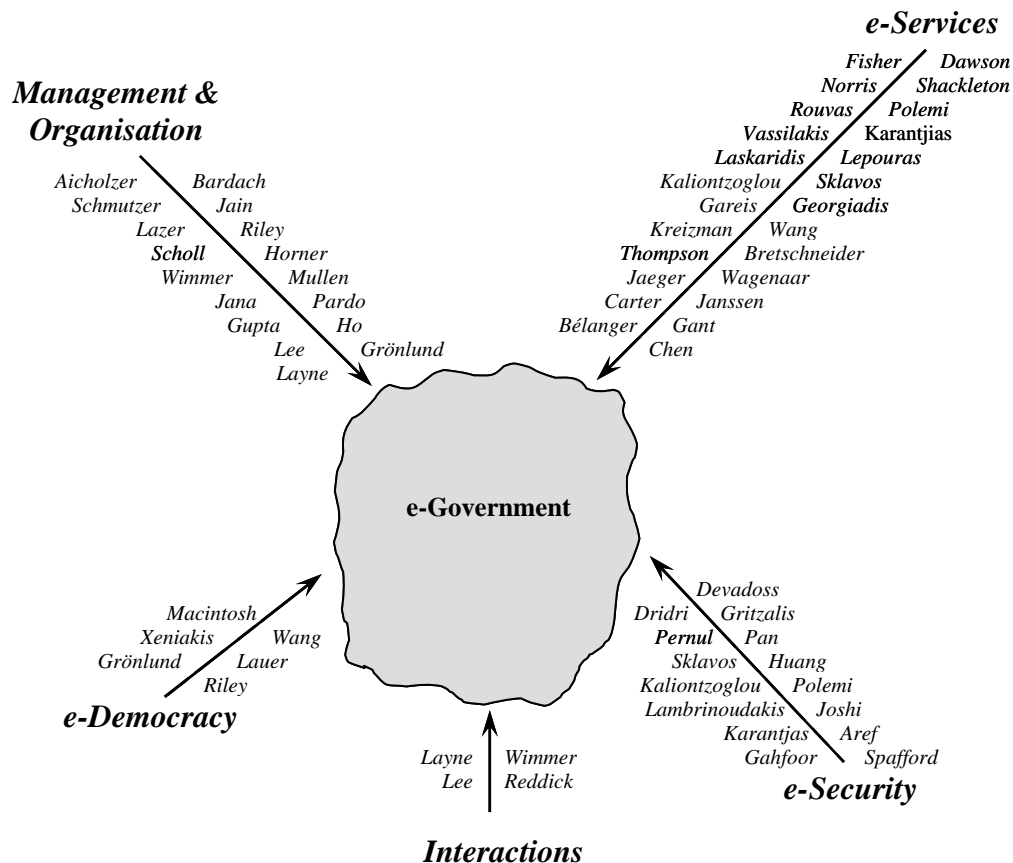 e-Services
Fisher Dawson
Norris Shackleton
Rouvas Polemi
Vassilakis Karantjias
Laskaridis Lepouras
Kaliontzoglou Sklavos
Gareis Georgiadis
Kreizman Wang
Thompson Bretschneider
Jaeger Wagenaar
Carter Janssen
Bélanger Gant
Chen
Management &
Organisation
Aicholzer Bardach
Schmutzer Jain
Lazer Riley
Scholl Horner
Wimmer Mullen
Jana Pardo
Gupta Ho
Lee Grönlund
Layne
e-Government
Macintosh
Xeniakis Wang
Grönlund Lauer
Riley
e-Democracy
Devadoss
Dridri Gritzalis
Pernul Pan
Sklavos Huang
Kaliontzoglou Polemi
Lambrinoudakis Joshi
Karantjas Aref
Gahfoor Spafford
e-Security
Layne Wimmer
Lee Reddick
Interactions